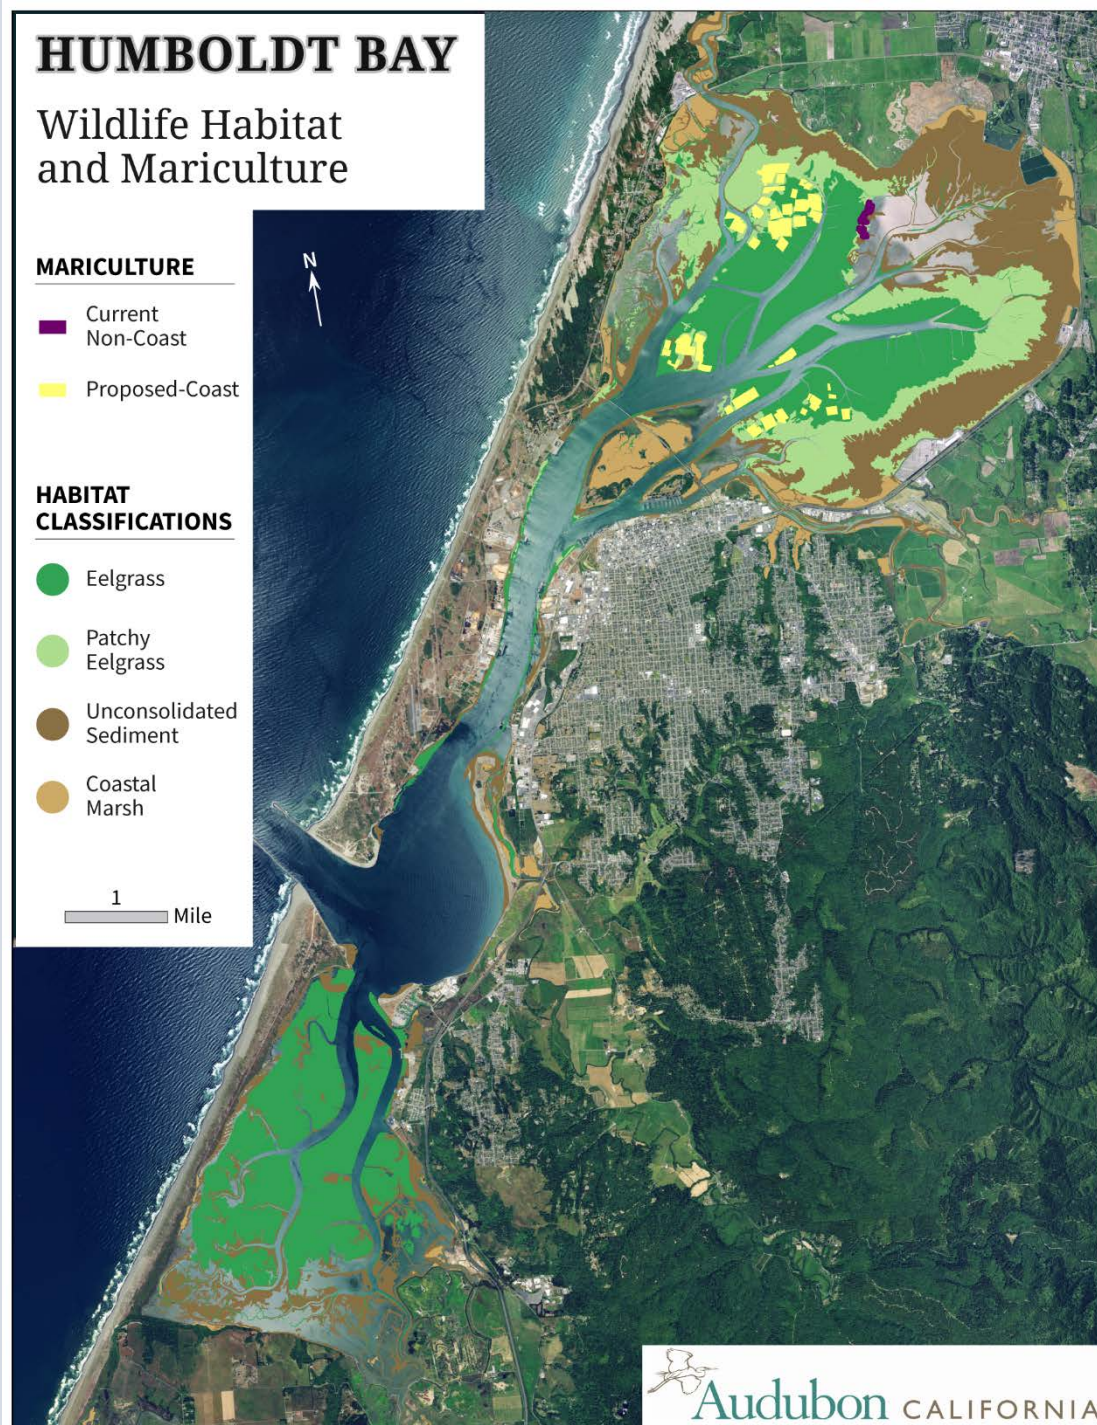 HUMBOLDT BAY
Wildlife Habitat
and Mariculture
MARICULTURE
Current
Non-Coast
Proposed-Coast
HABITAT
CLASSIFICATIONS
Eelgrass
Patchy
Eelgrass
Unconsolidated
Sediment
Coastal
Marsh
1
Mile
N
Audubon CALIFORNIA